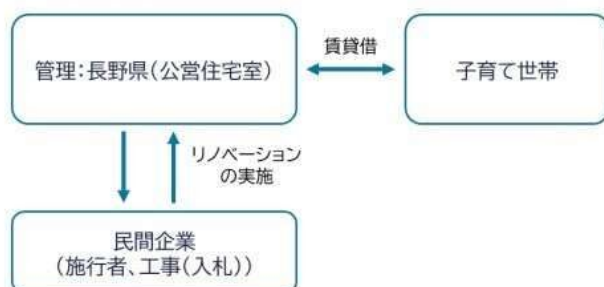 管理:長野県(公営住宅室)
賃貸借
子育て世帯
リノベーション
の実施
民間企業
(施行者、工事(入札))